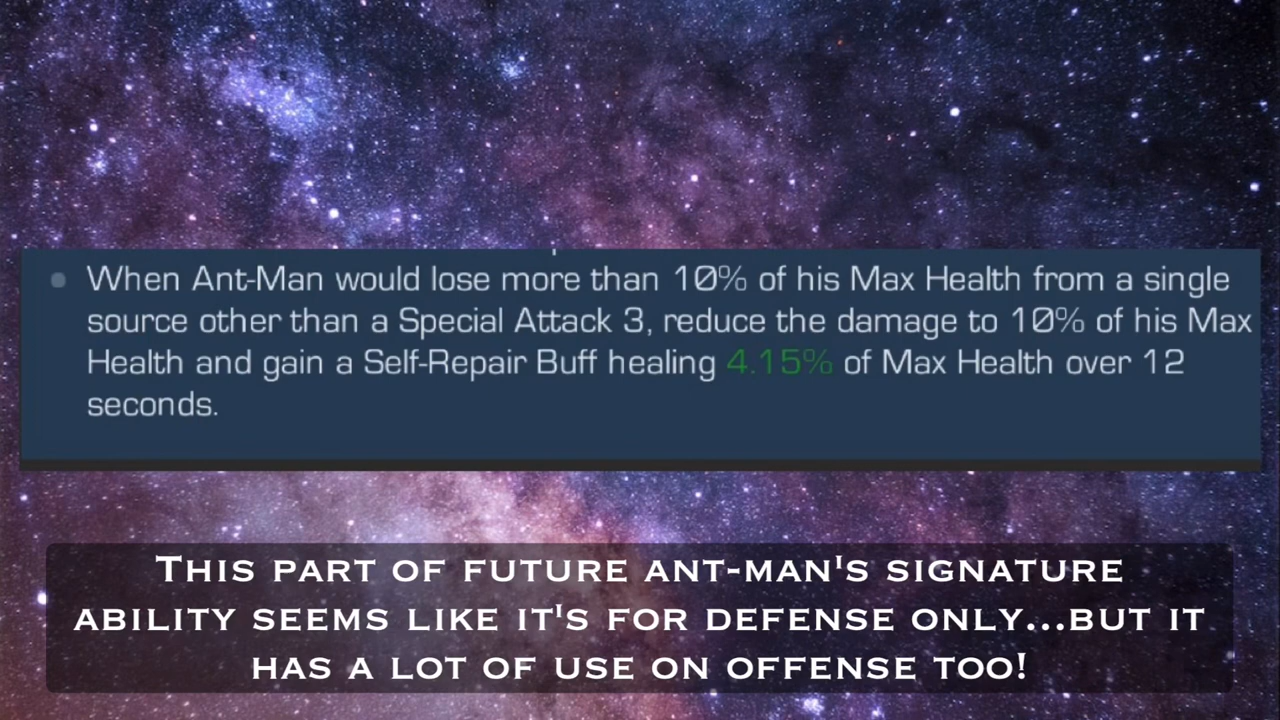 When Ant-Man would lose more than 10% of his Max Health from a single
source other than a Special Attack 3, reduce the damage to 10% of his Max
Health and gain a Self-Repair Buff healing 4.15% of Max Health over 12
seconds.
THIS PART OF FUTURE ANT-MAN'S SIGNATURE
ABILITY SEEMS LIKE IT'S FOR DEFENSE ONLY...BUT IT
HAS A LOT OF USE ON OFFENSE TOO!